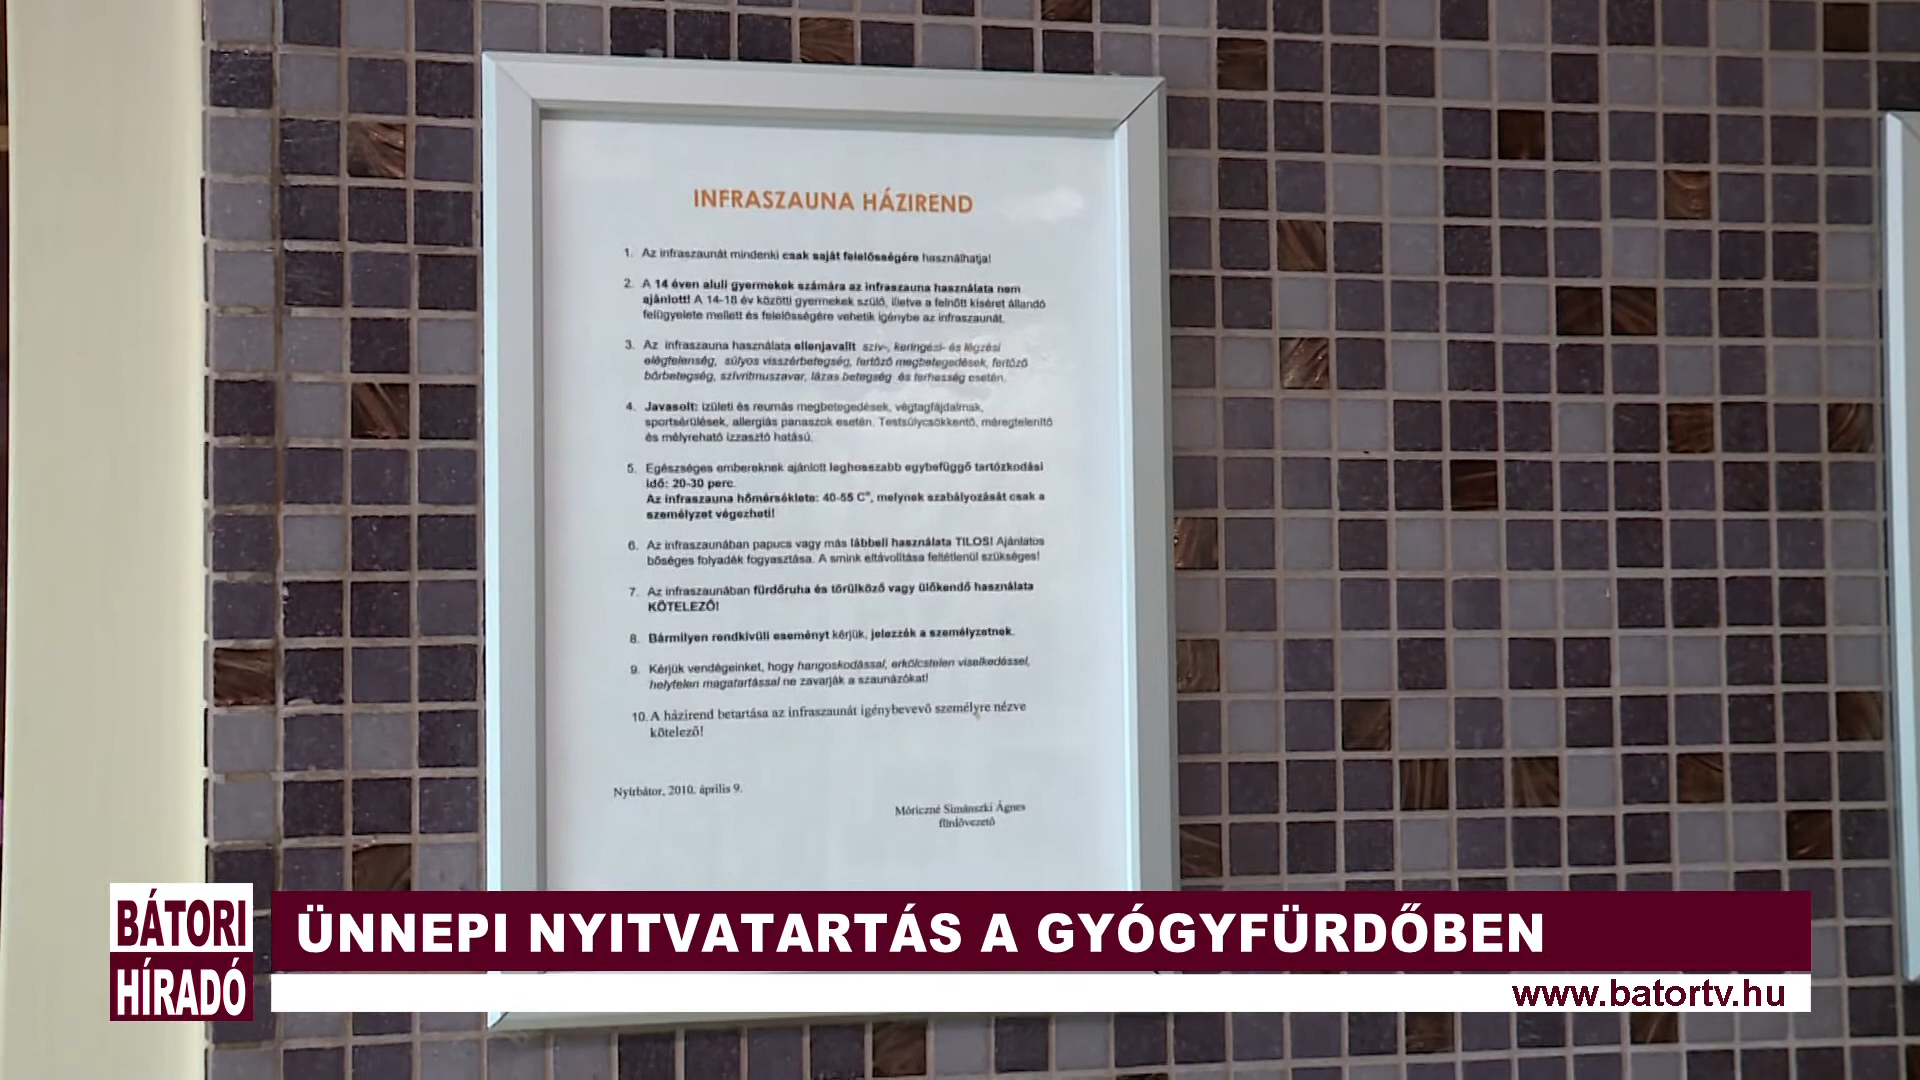 INFRASZAUNA HÁZIREND
1. Az infraszaunát mindenki csak saját felelősségére használhatja!
2. A 14 éven aluli gyermekek számára az infraszauna használata nem
ajánlott! A 14-18 év közötti gyermekek szülő, illetve a felnőtt kíséret állandó
felügyelete mellett és felelősségére vehetik igénybe az infraszaunát.
3. Az infraszauna használata ellenjavallt szív-, keringési- és légzési
elégtelenség, súlyos visszérbetegség, fertőző megbetegedések, fertőző
bőrbetegség, szívritmuszavar, lázas betegség és terhesség esetén.
4. Javasolt: ízületi és reumás megbetegedések, végtagfájdalmak,
sportsérülések, allergiás panaszok esetén. Testsúlycsökkentő, méregtelenítő
és mélyreható izzasztó hatású.
5. Egészséges embereknek ajánlott leghosszabb egybefüggő tartózkodási
idő: 20-30 perc.
Az infraszauna hőmérséklete: 40-55 C°, melynek szabályozását csak a
személyzet végezheti!
6. Az infraszaunában papucs vagy más lábbeli használata TILOS! Ajánlatos
bőséges folyadék fogyasztása. A smink eltávolítása feltétlenül szükséges!
7. Az infraszaunában fürdőruha és törülköző vagy ülőkendő használata
KÖTELEZŐ!
8. Bármilyen rendkívüli eseményt kérjük, jelezzék a személyzetnek.
9. Kérjük vendégeinket, hogy hangoskodással, erkölcstelen viselkedéssel,
helytelen magatartással ne zavarják a szaunázókat!
10. A házirend betartása az infraszaunát igénybevevő személyre nézve
kötelező!
Nyírbátor, 2010. április 9.
Móriczné Simánszki Ágnes
fürdővezető
BÁTORI
HÍRADÓ
ÜNNEPI NYITVATARTÁS A GYÓGYFÜRDŐBEN
www.batortv.hu